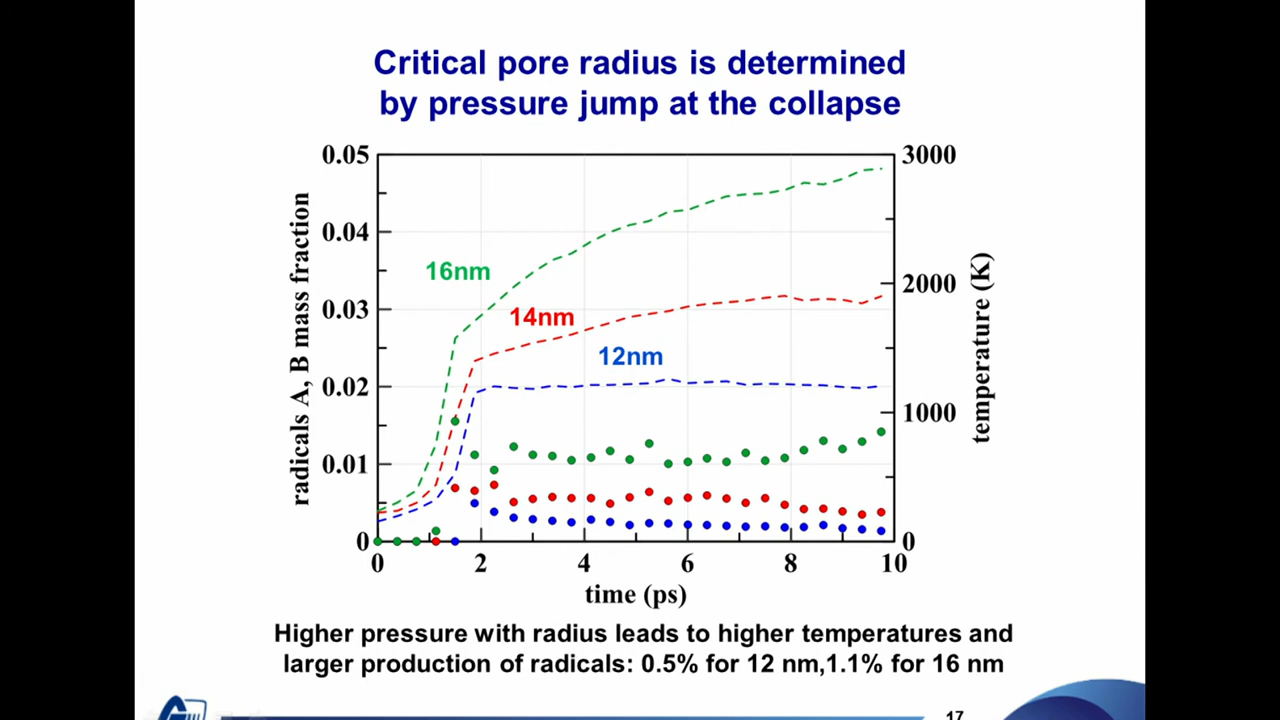 Critical pore radius is determined
by pressure jump at the collapse
0.05
0.04
0.03
0.02
0.01
0
radicals A, B mass fraction
3000
2000
1000
0
temperature (K)
16nm
14nm
12nm
0 2 4 6 8 10
time (ps)
Higher pressure with radius leads to higher temperatures and
larger production of radicals: 0.5% for 12 nm,1.1% for 16 nm
17